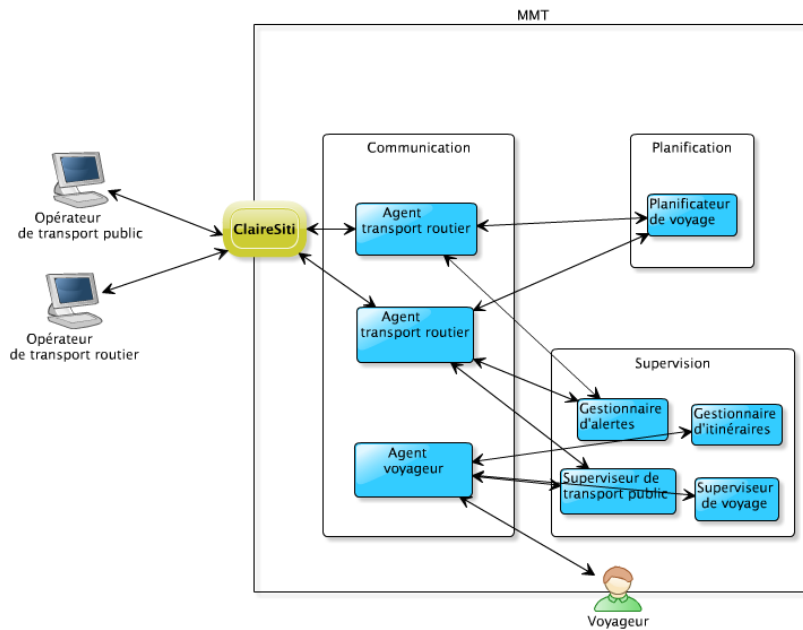 MMT
Communication
Planification
Agent
transport routier
Planificateur
de voyage
Opérateur
de transport public
ClaireSiti
Agent
transport routier
Opérateur
de transport routier
Supervision
Gestionnaire
d'alertes
Gestionnaire
d'itinéraires
Agent
voyageur
Superviseur de
transport public
Superviseur
de voyage
Voyageur